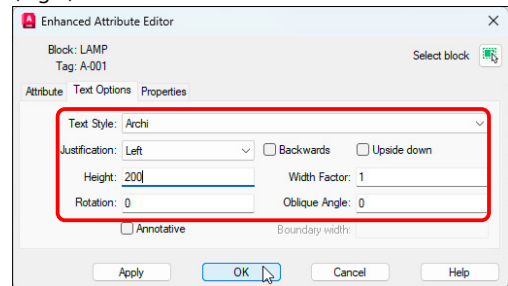 Enhanced Attribute Editor
Block: LAMP
Tag: A-001
Select block
Attribute Text Options Properties
Text Style: Archi
Justification: Left Backwards Upside down
Height: 200 Width Factor: 1
Rotation: 0 Oblique Angle: 0
Annotative Boundary width:
Apply OK Cancel Help